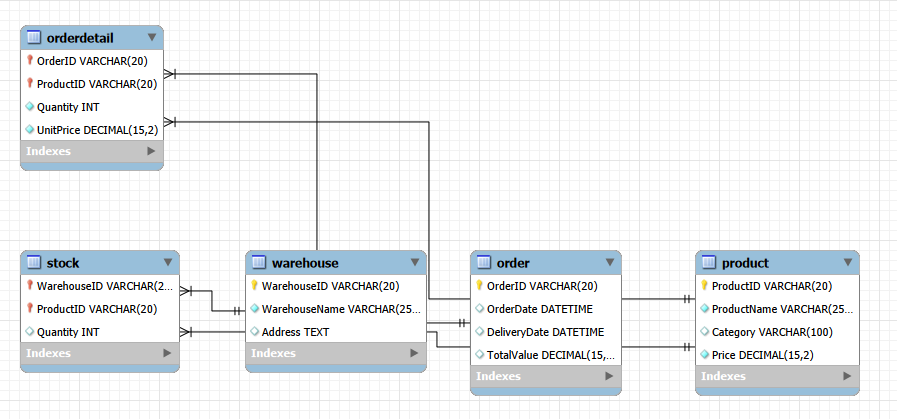 orderdetail
OrderID VARCHAR(20)
ProductID VARCHAR(20)
Quantity INT
UnitPrice DECIMAL(15,2)
Indexes
stock
WarehouseID VARCHAR(2...
ProductID VARCHAR(20)
Quantity INT
Indexes
warehouse
WarehouseID VARCHAR(20)
WarehouseName VARCHAR(25...
Address TEXT
Indexes
order
OrderID VARCHAR(20)
OrderDate DATETIME
DeliveryDate DATETIME
TotalValue DECIMAL(15,...
Indexes
product
ProductID VARCHAR(20)
ProductName VARCHAR(25...
Category VARCHAR(100)
Price DECIMAL(15,2)
Indexes